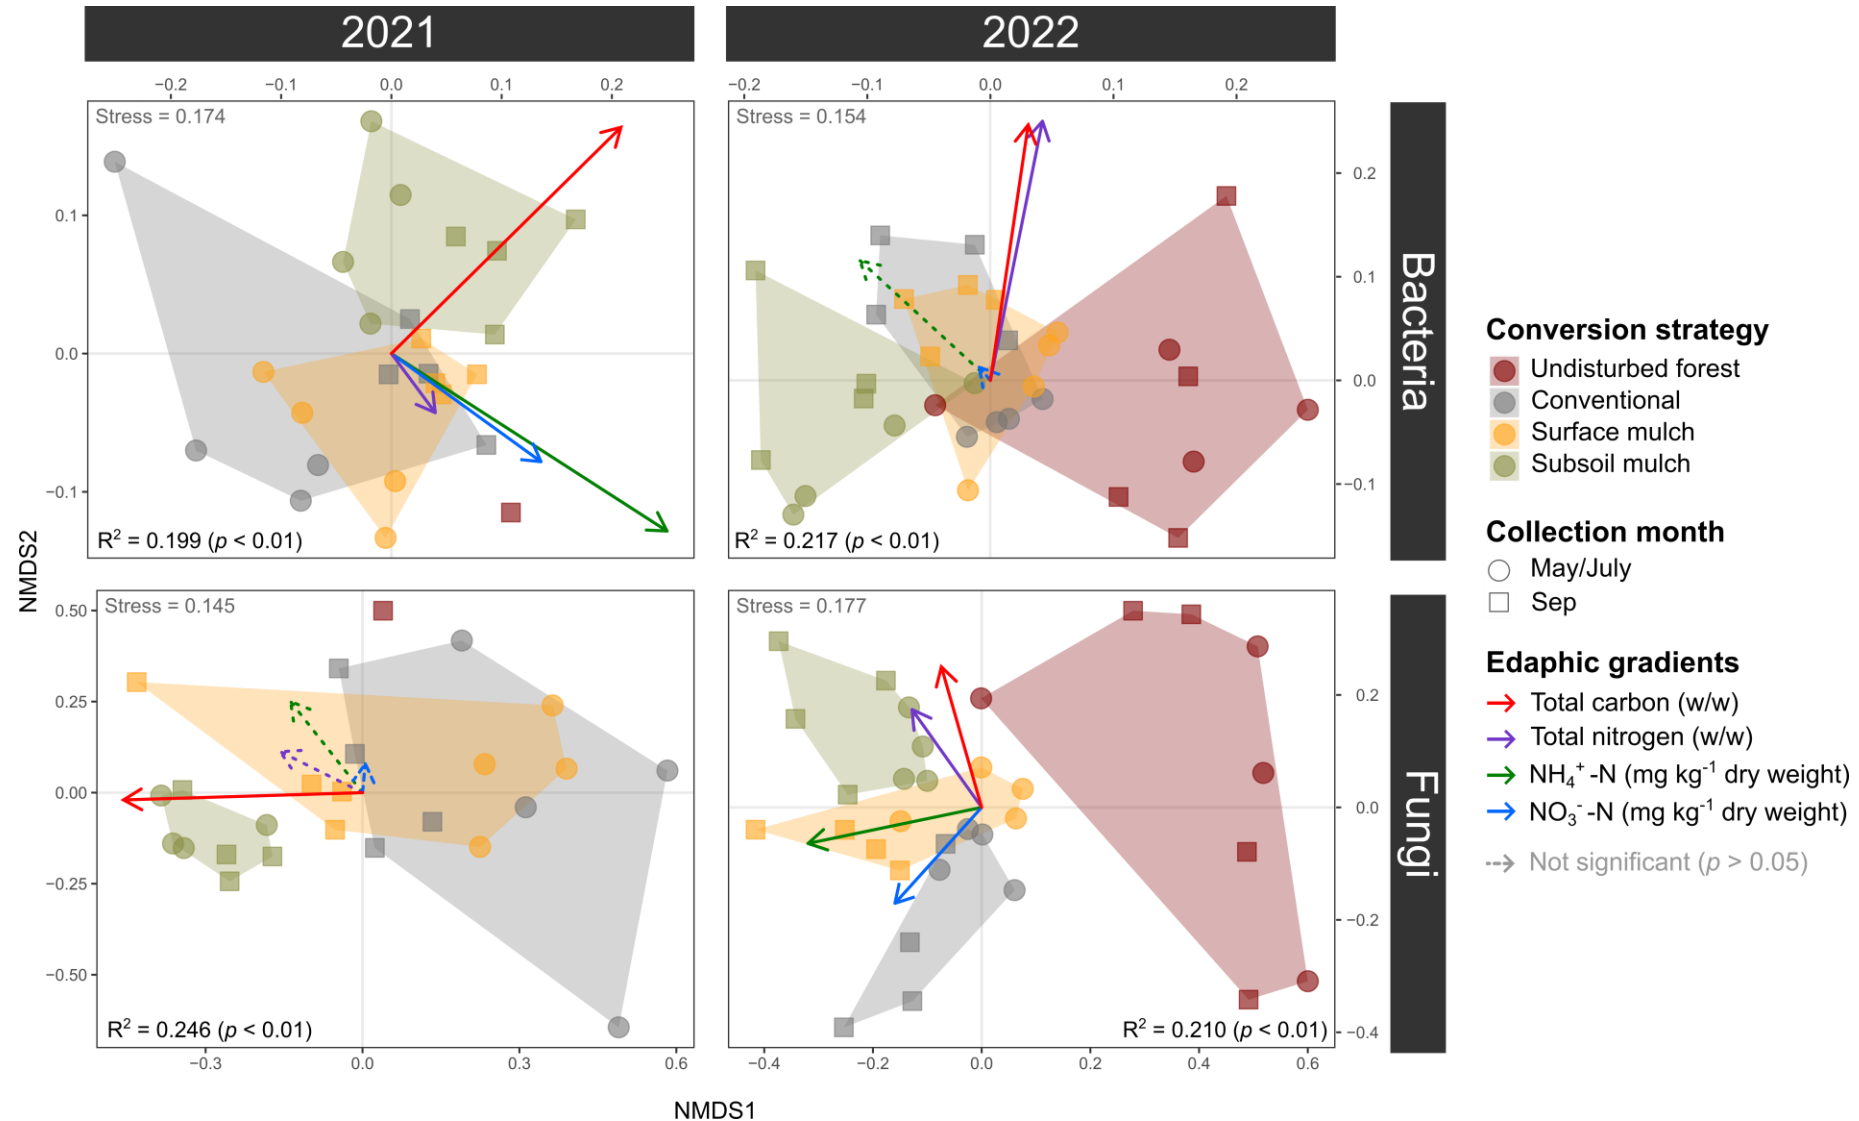 2021
2022
−0.2 −0.1 0.0 0.1 0.2
−0.2 −0.1 0.0 0.1 0.2
Stress = 0.174
Stress = 0.154
0.1
0.0
−0.1
0.2
0.1
0.0
−0.1
R² = 0.199 (p < 0.01)
R² = 0.217 (p < 0.01)
Bacteria
NMDS2
Stress = 0.145
Stress = 0.177
0.50
0.25
0.00
−0.25
−0.50
0.2
0.0
−0.2
−0.4
R² = 0.246 (p < 0.01)
R² = 0.210 (p < 0.01)
Fungi
−0.3 0.0 0.3 0.6
−0.4 −0.2 0.0 0.2 0.4 0.6
NMDS1
Conversion strategy
Undisturbed forest
Conventional
Surface mulch
Subsoil mulch
Collection month
May/July
Sep
Edaphic gradients
Total carbon (w/w)
Total nitrogen (w/w)
NH₄⁺ -N (mg kg⁻¹ dry weight)
NO₃⁻ -N (mg kg⁻¹ dry weight)
Not significant (p > 0.05)